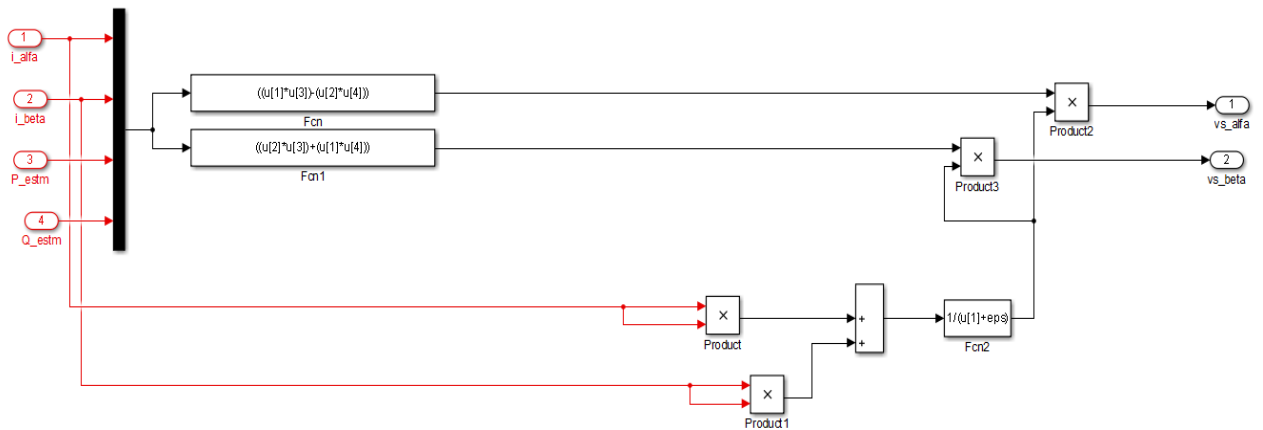 1
i_alfa
2
i_beta
3
P_estm
4
Q_estm
((u[1]*u[3])-(u[2]*u[4]))
Fcn
((u[2]*u[3])+(u[1]*u[4]))
Fcn1
×
Product2
1
vs_alfa
×
Product3
2
vs_beta
×
Product
+
+
1/(u[1]+eps)
Fcn2
×
Product1